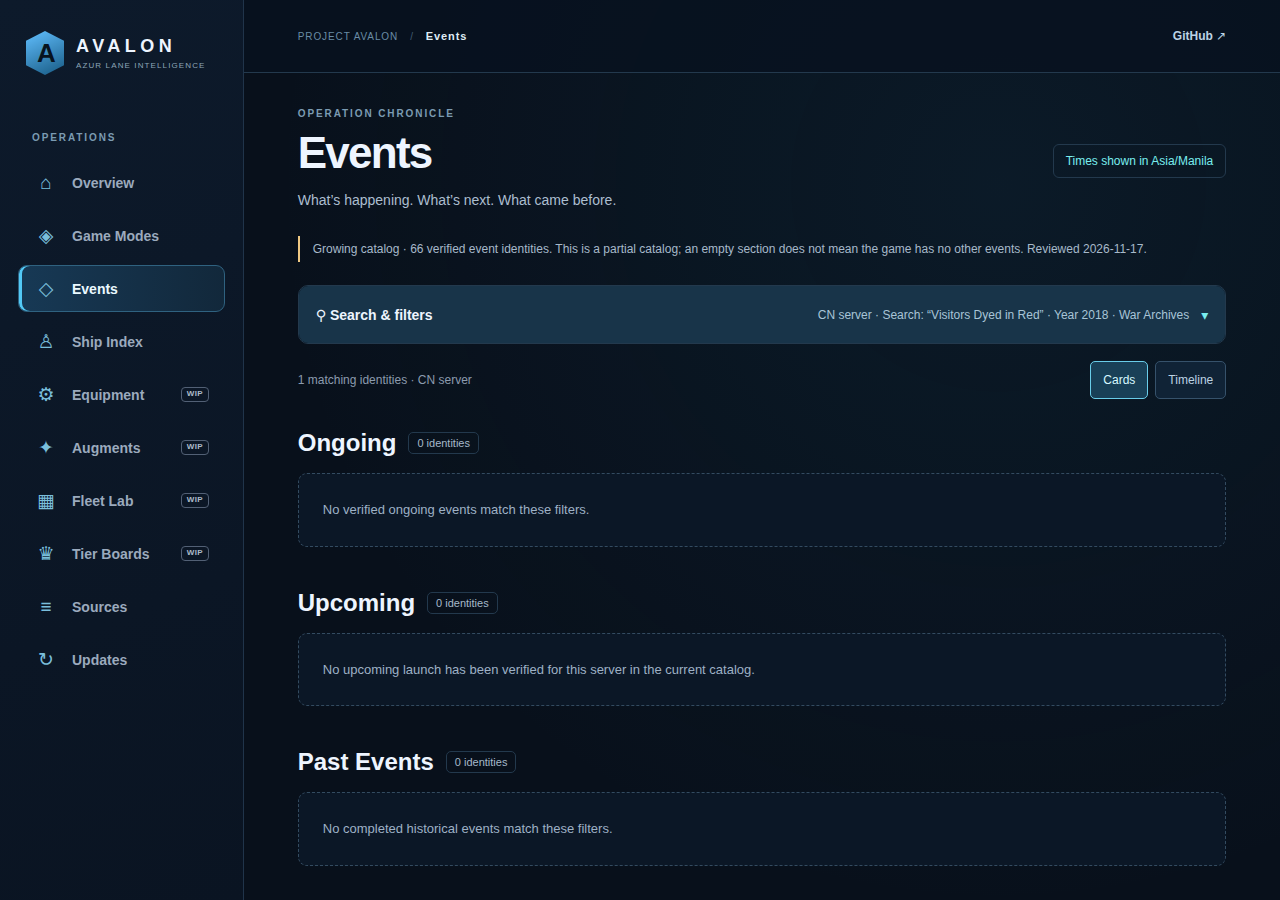 AVALON
AZUR LANE INTELLIGENCE
OPERATIONS
Overview
Game Modes
Events
Ship Index
Equipment WIP
Augments WIP
Fleet Lab WIP
Tier Boards WIP
Sources
Updates
PROJECT AVALON / Events
GitHub ↗
OPERATION CHRONICLE
Events
Times shown in Asia/Manila
What's happening. What's next. What came before.
Growing catalog · 66 verified event identities. This is a partial catalog; an empty section does not mean the game has no other events. Reviewed 2026-11-17.
Search & filters
CN server · Search: “Visitors Dyed in Red” · Year 2018 · War Archives ▾
1 matching identities · CN server
Cards
Timeline
Ongoing 0 identities
No verified ongoing events match these filters.
Upcoming 0 identities
No upcoming launch has been verified for this server in the current catalog.
Past Events 0 identities
No completed historical events match these filters.